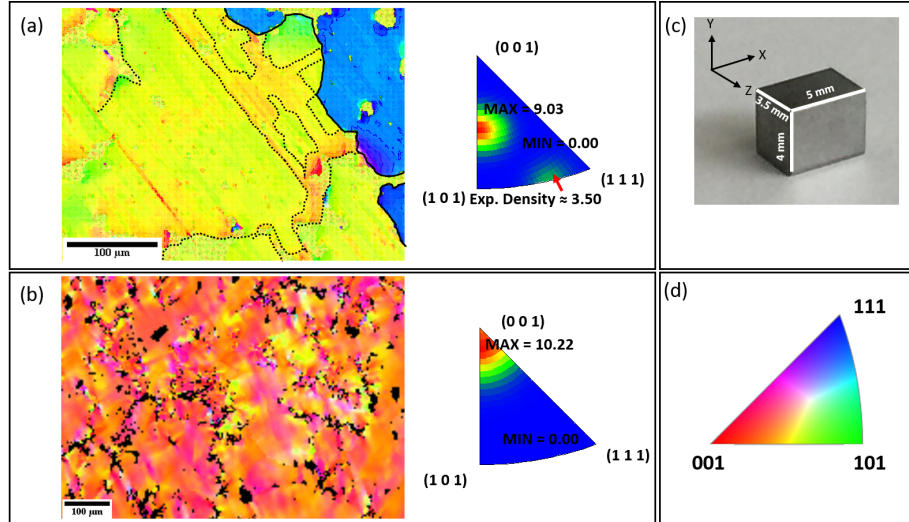 (a)
100 µm
(0 0 1)
MAX = 9.03
MIN = 0.00
(1 1 1)
(1 0 1)
Exp. Density ≈ 3.50
(c)
Y
X
Z
5 mm
3.5 mm
4 mm
(b)
100 µm
(0 0 1)
MAX = 10.22
MIN = 0.00
(1 1 1)
(1 0 1)
(d)
111
001
101